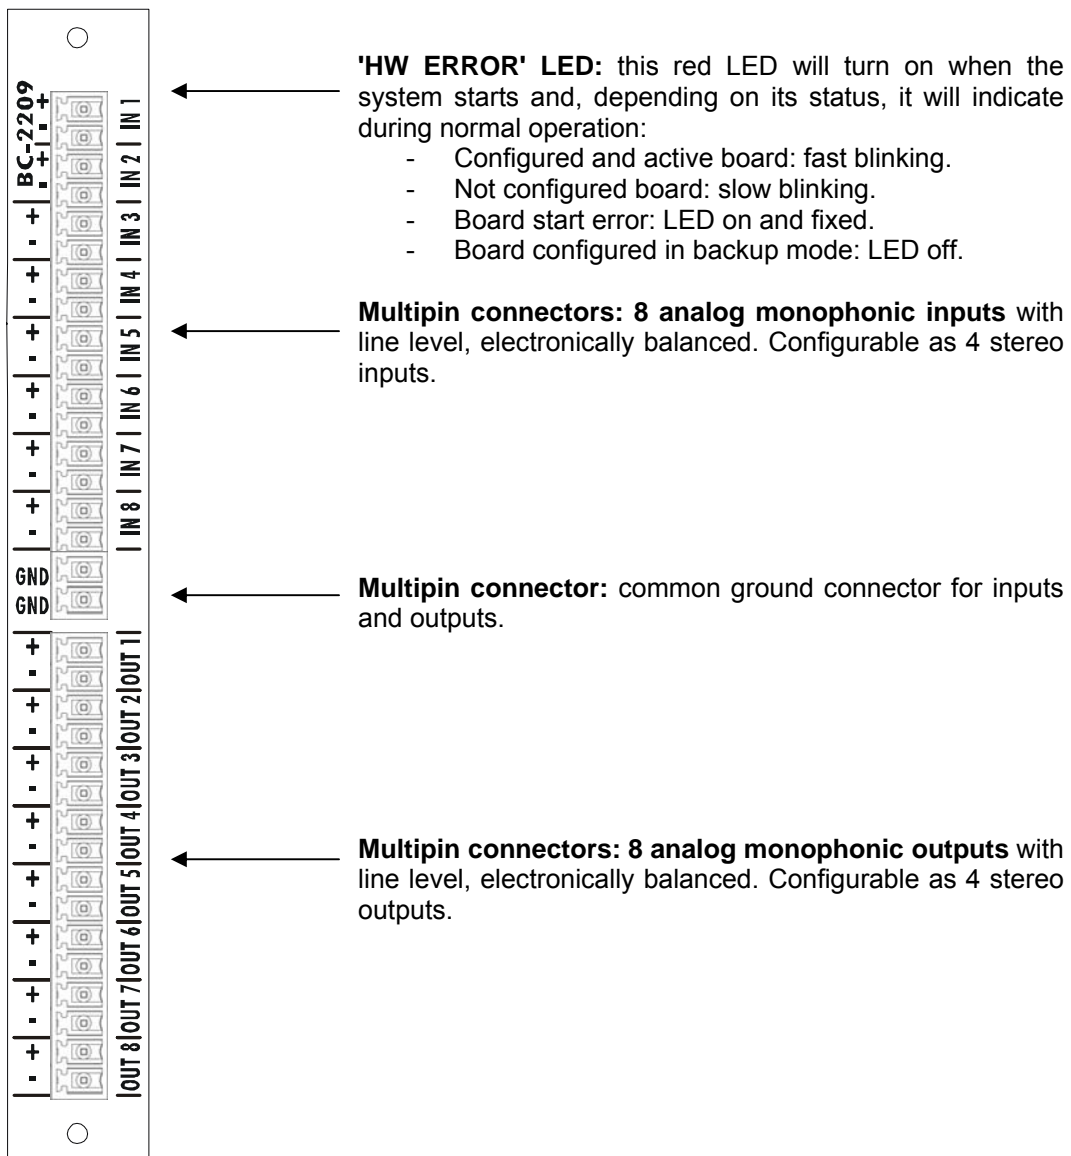 BC-2209
+
-
IN 1
+
-
IN 2
+
-
IN 3
+
-
IN 4
+
-
IN 5
+
-
IN 6
+
-
IN 7
+
-
IN 8
GND
GND
+
-
OUT 1
+
-
OUT 2
+
-
OUT 3
+
-
OUT 4
+
-
OUT 5
+
-
OUT 6
+
-
OUT 7
+
-
OUT 8
'HW ERROR' LED: this red LED will turn on when the
system starts and, depending on its status, it will indicate
during normal operation:
- Configured and active board: fast blinking.
- Not configured board: slow blinking.
- Board start error: LED on and fixed.
- Board configured in backup mode: LED off.
Multipin connectors: 8 analog monophonic inputs with
line level, electronically balanced. Configurable as 4 stereo
inputs.
Multipin connector: common ground connector for inputs
and outputs.
Multipin connectors: 8 analog monophonic outputs with
line level, electronically balanced. Configurable as 4 stereo
outputs.